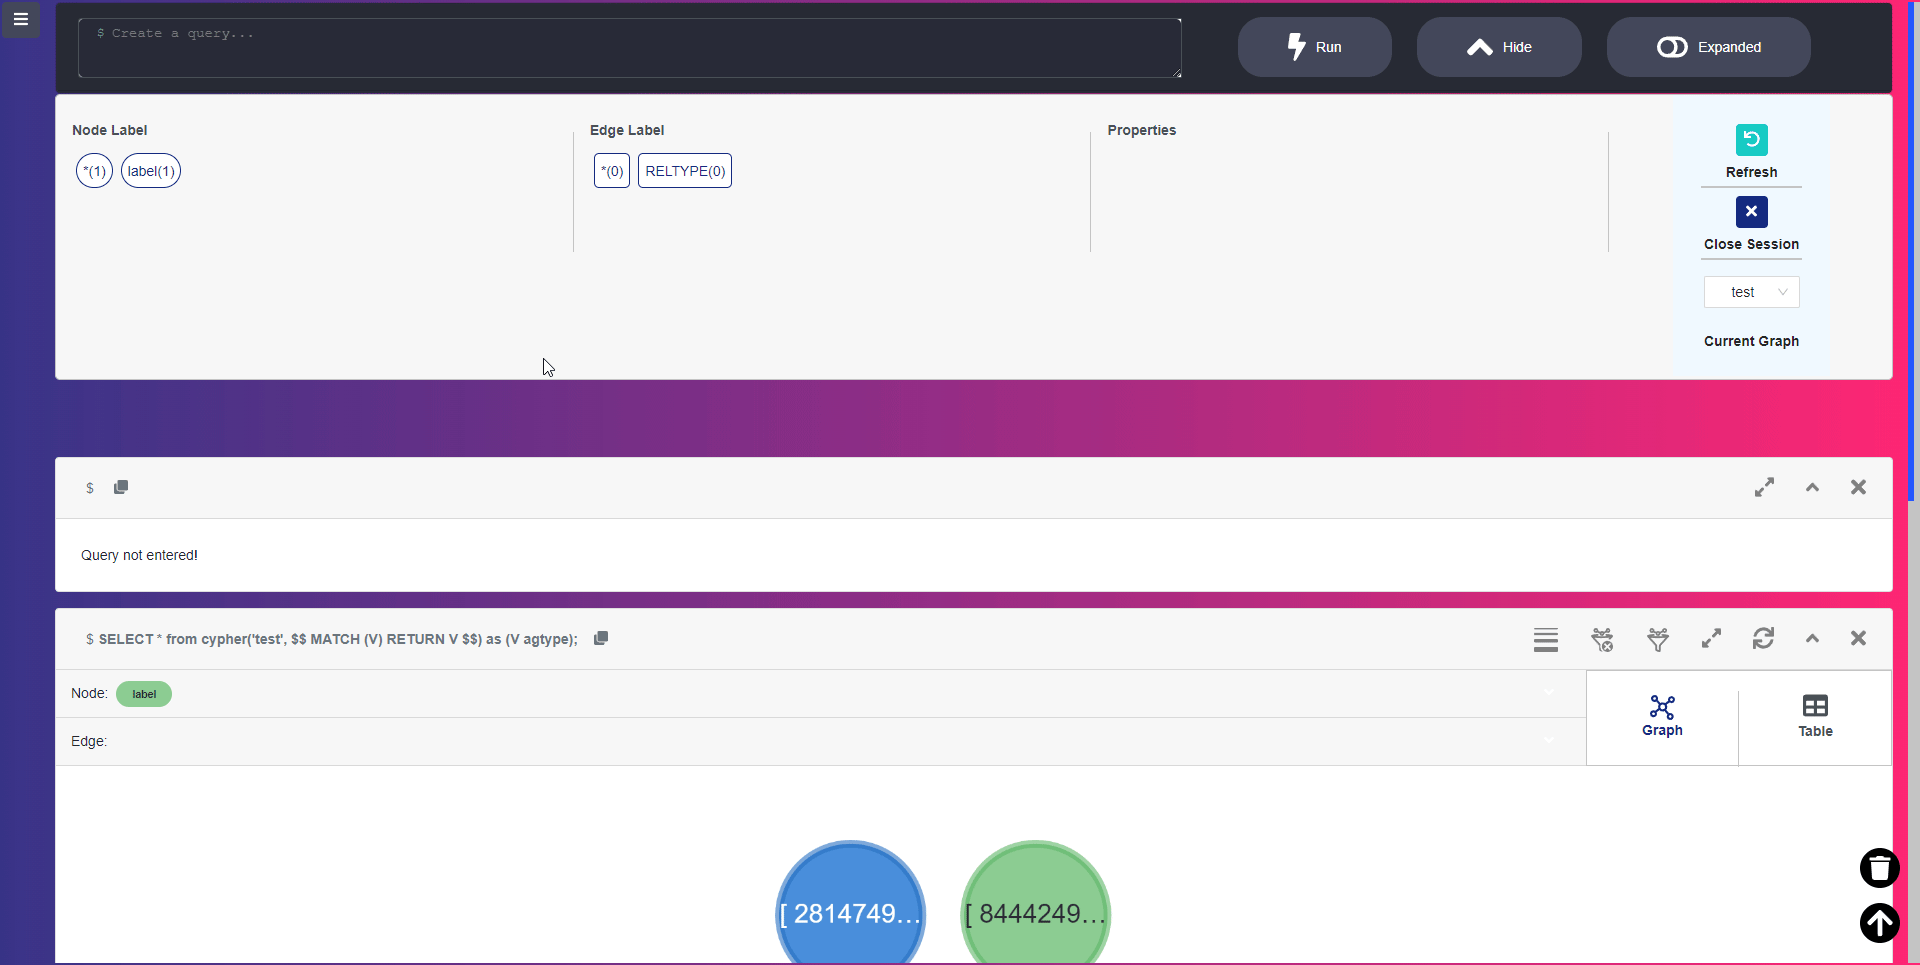 $ Create a query...
Run
Hide
Expanded
Node Label
*(1) label(1)
Edge Label
*(0) RELTYPE(0)
Properties
Refresh
Close Session
test
Current Graph
$
Query not entered!
$ SELECT * from cypher('test', $$ MATCH (V) RETURN V $$) as (V agtype);
Node: label
Edge:
Graph
Table
[ 2814749...
[ 8444249...